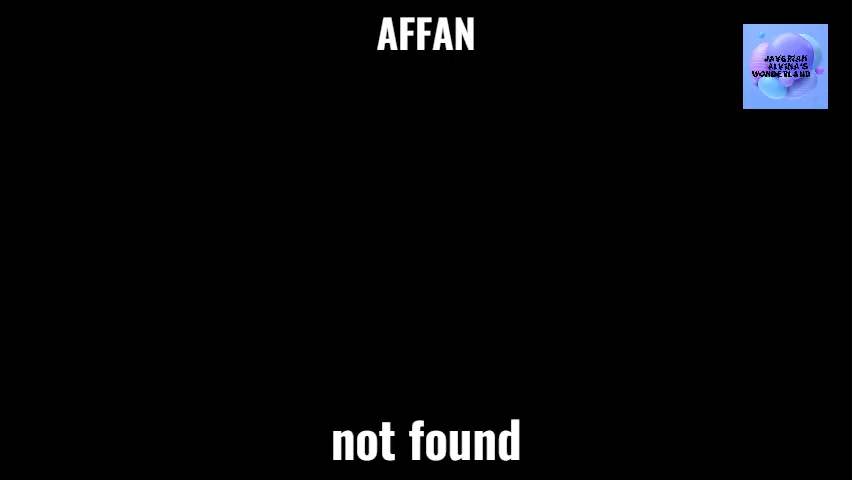 AFFAN
JAVERIAH
ALVINA'S
WONDERLAND
not found